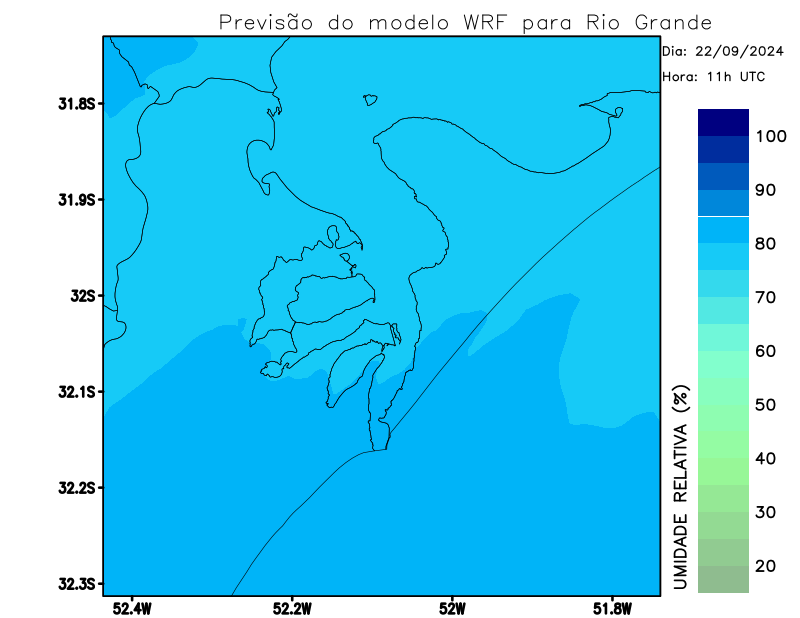 Previsão do modelo WRF para Rio Grande
Dia: 22/09/2024
Hora: 11h UTC
31.8S
31.9S
32S
32.1S
32.2S
32.3S
52.4W
52.2W
52W
51.8W
100
90
80
70
60
50
40
30
20
UMIDADE RELATIVA (%)